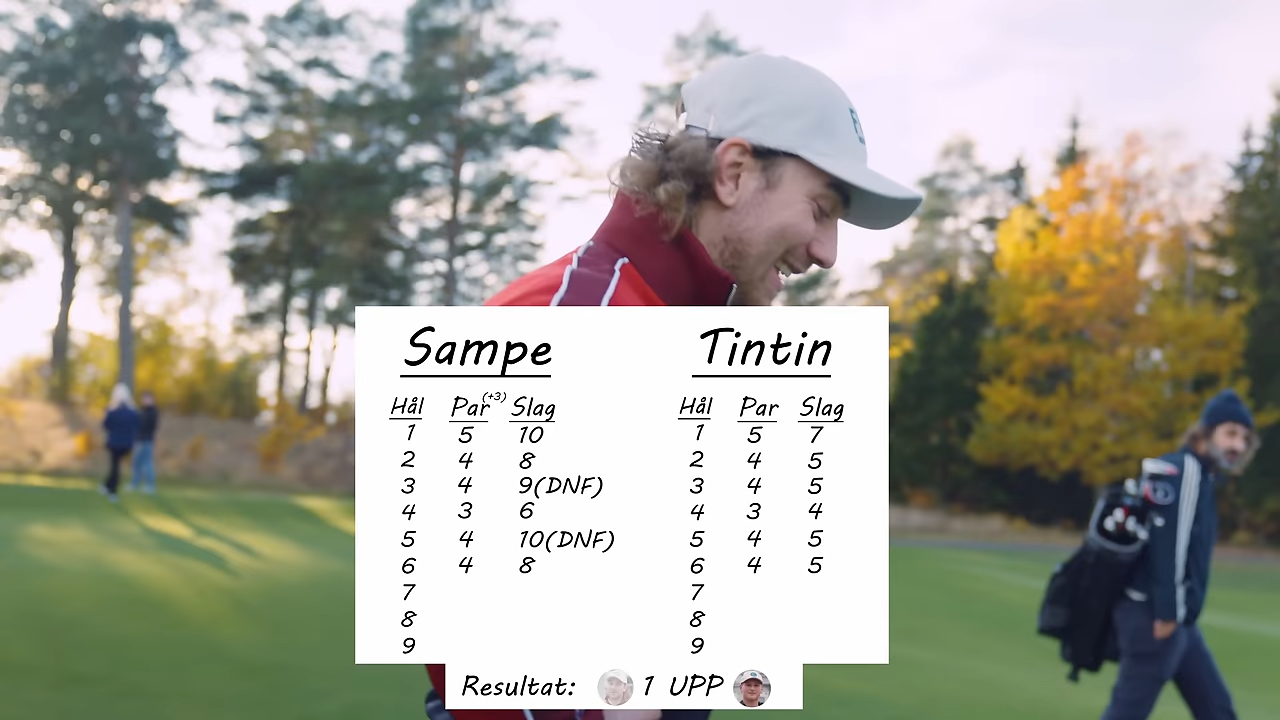 Sampe Tintin
Hål Par (+3) Slag Hål Par Slag
1 5 10 1 5 7
2 4 8 2 4 5
3 4 9(DNF) 3 4 5
4 3 6 4 3 4
5 4 10(DNF) 5 4 5
6 4 8 6 4 5
7 7
8 8
9 9
Resultat: 1 UPP